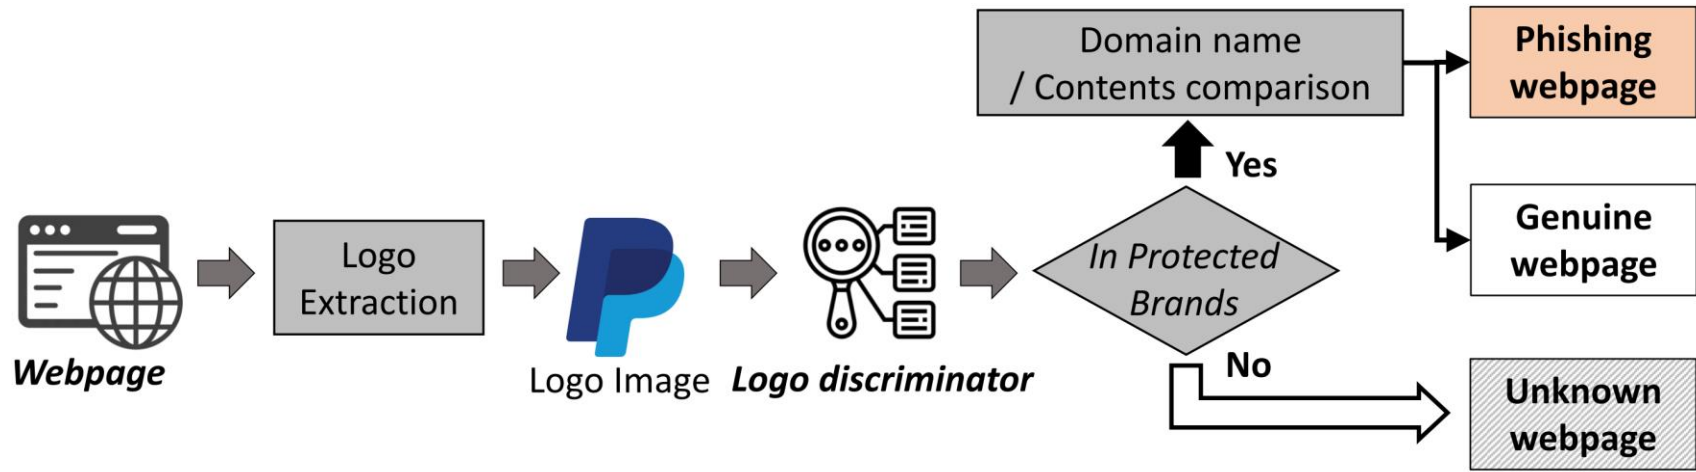 Webpage
Logo
Extraction
Logo Image
Logo discriminator
In Protected
Brands
Yes
No
Domain name
/ Contents comparison
Phishing
webpage
Genuine
webpage
Unknown
webpage